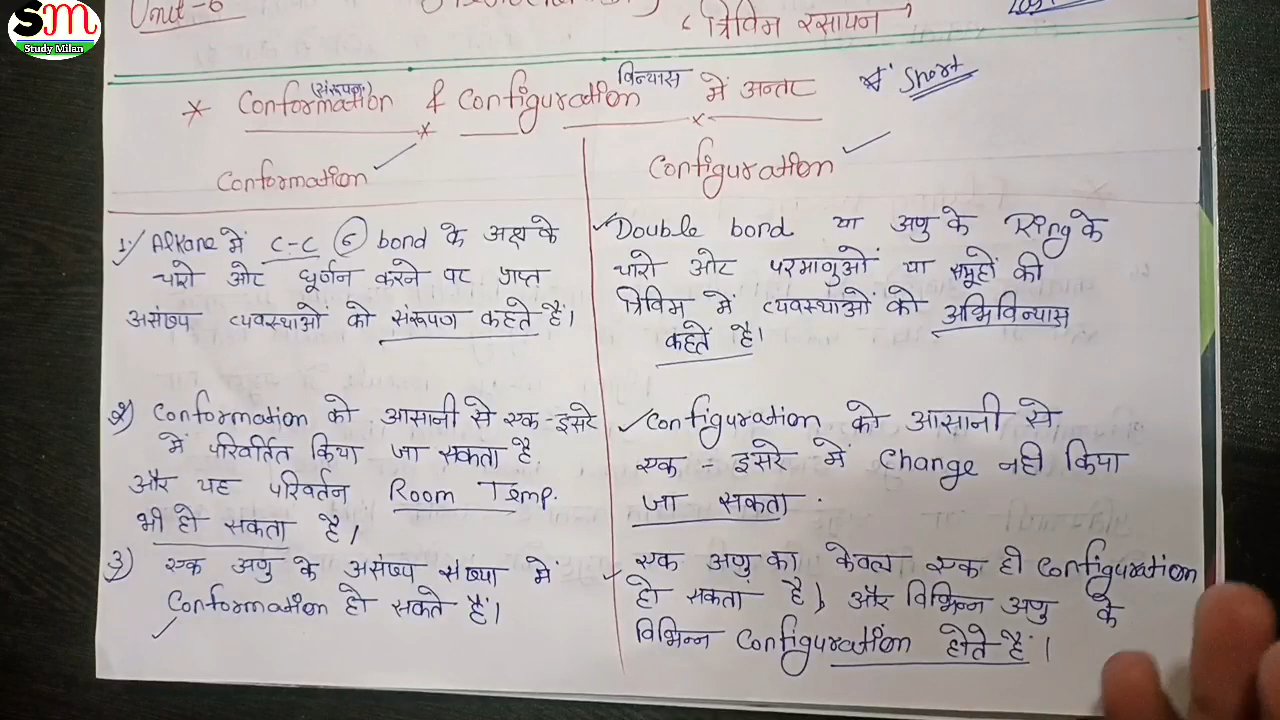 SM
Study Milan
Unit-6
( त्रिविम रसायन )
* Conformation (संरूपण) & Configuration विन्यास में अन्तर
Short
Conformation
Configuration
1) Alkane में C-C σ bond के अक्ष के
चारो ओर घूर्णन करने पर प्राप्त
असंख्य व्यवस्थाओं को संरूपण कहते हैं।
Double bond या अणु के Ring के
चारो ओर परमाणुओं या समूहों की
त्रिविम में व्यवस्थाओं को अभिविन्यास
कहते है।
2) Conformation को आसानी से एक-दूसरे
में परिवर्तित किया जा सकता है
और यह परिवर्तन Room Temp.
भी हो सकता है।
Configuration को आसानी से
एक - दूसरे में Change नही किया
जा सकता .
3) एक अणु के असंख्य संख्या में
Conformation हो सकते हैं।
एक अणु का केवल एक ही Configuration
हो सकता है, और विभिन्न अणु के
विभिन्न Configuration होते हैं ।